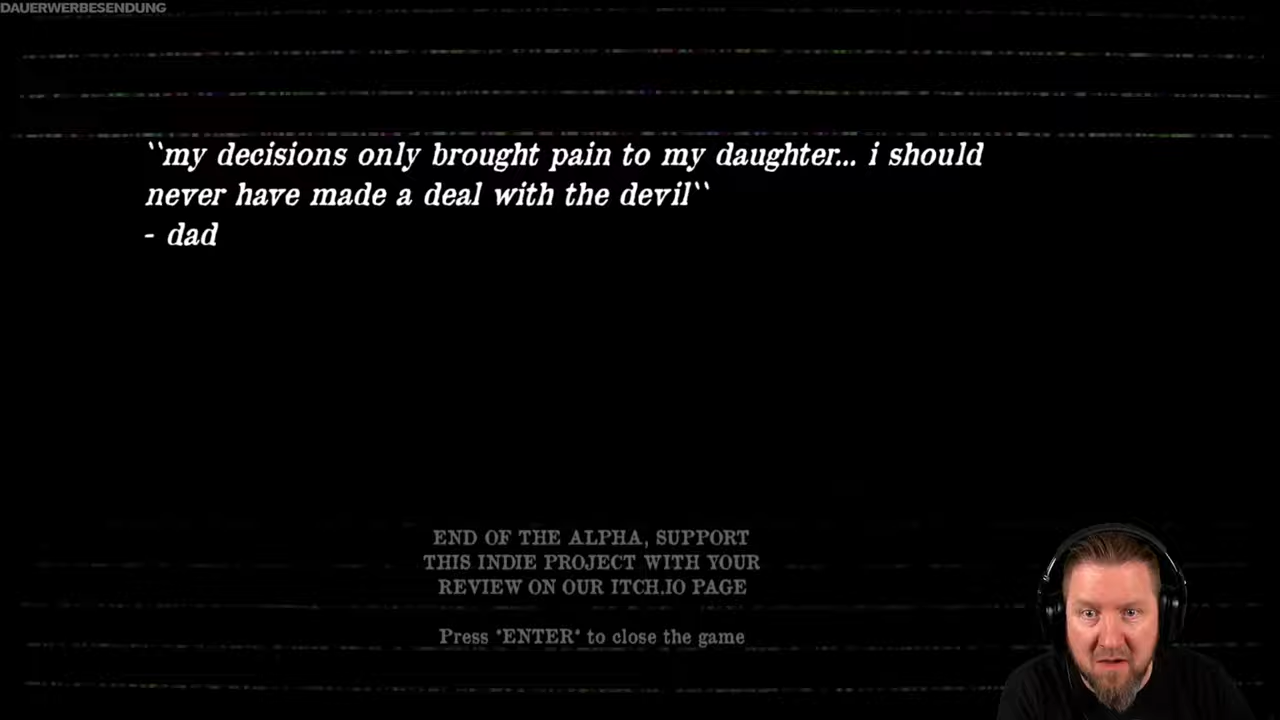 DAUERWERBESENDUNG
``my decisions only brought pain to my daughter... i should
never have made a deal with the devil``
- dad
END OF THE ALPHA, SUPPORT
THIS INDIE PROJECT WITH YOUR
REVIEW ON OUR ITCH.IO PAGE
Press *ENTER* to close the game